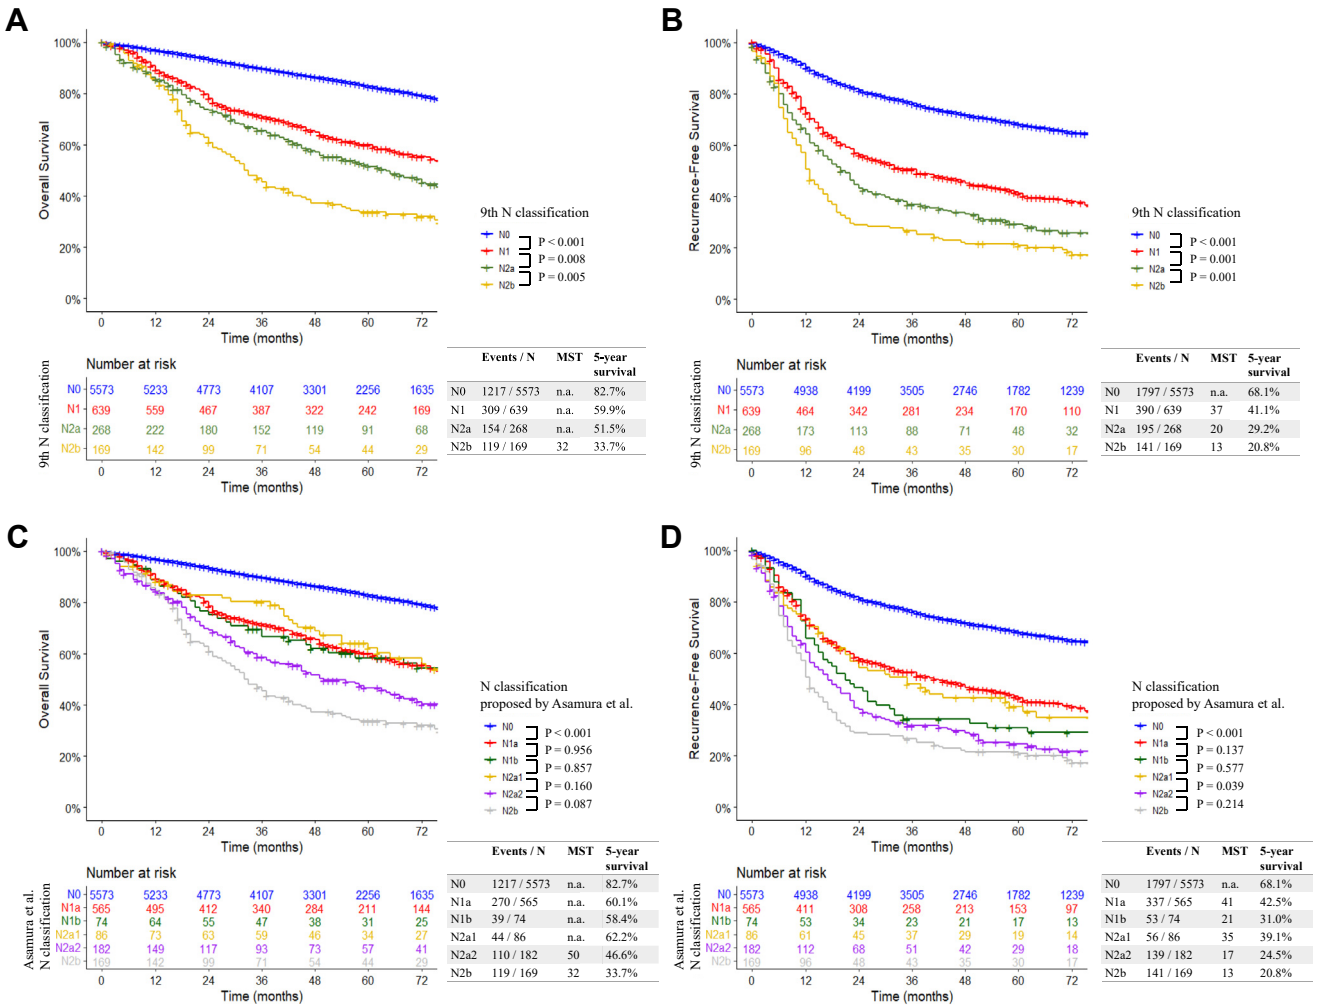 A
100%
80%
60%
40%
20%
0%
Overall Survival
0 12 24 36 48 60 72
Time (months)
9th N classification
N0
N1
N2a
N2b
P < 0.001
P = 0.008
P = 0.005
Number at risk
9th N classification
N0 5573 5233 4773 4107 3301 2256 1635
N1 639 559 467 387 322 242 169
N2a 268 222 180 152 119 91 68
N2b 169 142 99 71 54 44 29
0 12 24 36 48 60 72
Time (months)
Events / N MST 5-year survival
N0 1217 / 5573 n.a. 82.7%
N1 309 / 639 n.a. 59.9%
N2a 154 / 268 n.a. 51.5%
N2b 119 / 169 32 33.7%
B
100%
80%
60%
40%
20%
0%
Recurrence-Free Survival
0 12 24 36 48 60 72
Time (months)
9th N classification
N0
N1
N2a
N2b
P < 0.001
P = 0.001
P = 0.001
Number at risk
9th N classification
N0 5573 4938 4199 3505 2746 1782 1239
N1 639 464 342 281 234 170 110
N2a 268 173 113 88 71 48 32
N2b 169 96 48 43 35 30 17
0 12 24 36 48 60 72
Time (months)
Events / N MST 5-year survival
N0 1797 / 5573 n.a. 68.1%
N1 390 / 639 37 41.1%
N2a 195 / 268 20 29.2%
N2b 141 / 169 13 20.8%
C
100%
80%
60%
40%
20%
0%
Overall Survival
0 12 24 36 48 60 72
Time (months)
N classification
proposed by Asamura et al.
N0
N1a
N1b
N2a1
N2a2
N2b
P < 0.001
P = 0.956
P = 0.857
P = 0.160
P = 0.087
Number at risk
Asamura et al.
N classification
N0 5573 5233 4773 4107 3301 2256 1635
N1a 565 495 412 340 284 211 144
N1b 74 64 55 47 38 31 25
N2a1 86 73 63 59 46 34 27
N2a2 182 149 117 93 73 57 41
N2b 169 142 99 71 54 44 29
0 12 24 36 48 60 72
Time (months)
Events / N MST 5-year survival
N0 1217 / 5573 n.a. 82.7%
N1a 270 / 565 n.a. 60.1%
N1b 39 / 74 n.a. 58.4%
N2a1 44 / 86 n.a. 62.2%
N2a2 110 / 182 50 46.6%
N2b 119 / 169 32 33.7%
D
100%
80%
60%
40%
20%
0%
Recurrence-Free Survival
0 12 24 36 48 60 72
Time (months)
N classification
proposed by Asamura et al.
N0
N1a
N1b
N2a1
N2a2
N2b
P < 0.001
P = 0.137
P = 0.577
P = 0.039
P = 0.214
Number at risk
Asamura et al.
N classification
N0 5573 4938 4199 3505 2746 1782 1239
N1a 565 411 308 258 213 153 97
N1b 74 53 34 23 21 17 13
N2a1 86 61 45 37 29 19 14
N2a2 182 112 68 51 42 29 18
N2b 169 96 48 43 35 30 17
0 12 24 36 48 60 72
Time (months)
Events / N MST 5-year survival
N0 1797 / 5573 n.a. 68.1%
N1a 337 / 565 41 42.5%
N1b 53 / 74 21 31.0%
N2a1 56 / 86 35 39.1%
N2a2 139 / 182 17 24.5%
N2b 141 / 169 13 20.8%